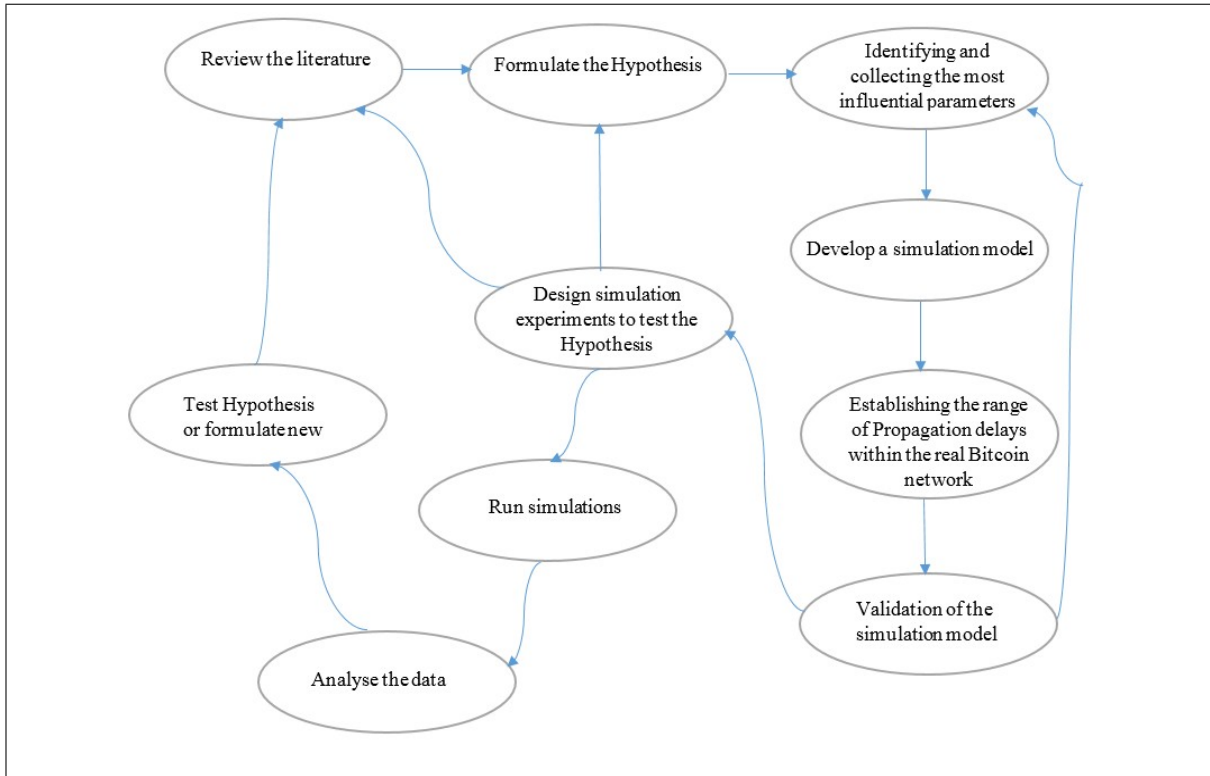 Review the literature
Formulate the Hypothesis
Identifying and
collecting the most
influential parameters
Develop a simulation model
Design simulation
experiments to test the
Hypothesis
Test Hypothesis
or formulate new
Establishing the range
of Propagation delays
within the real Bitcoin
network
Run simulations
Validation of the
simulation model
Analyse the data